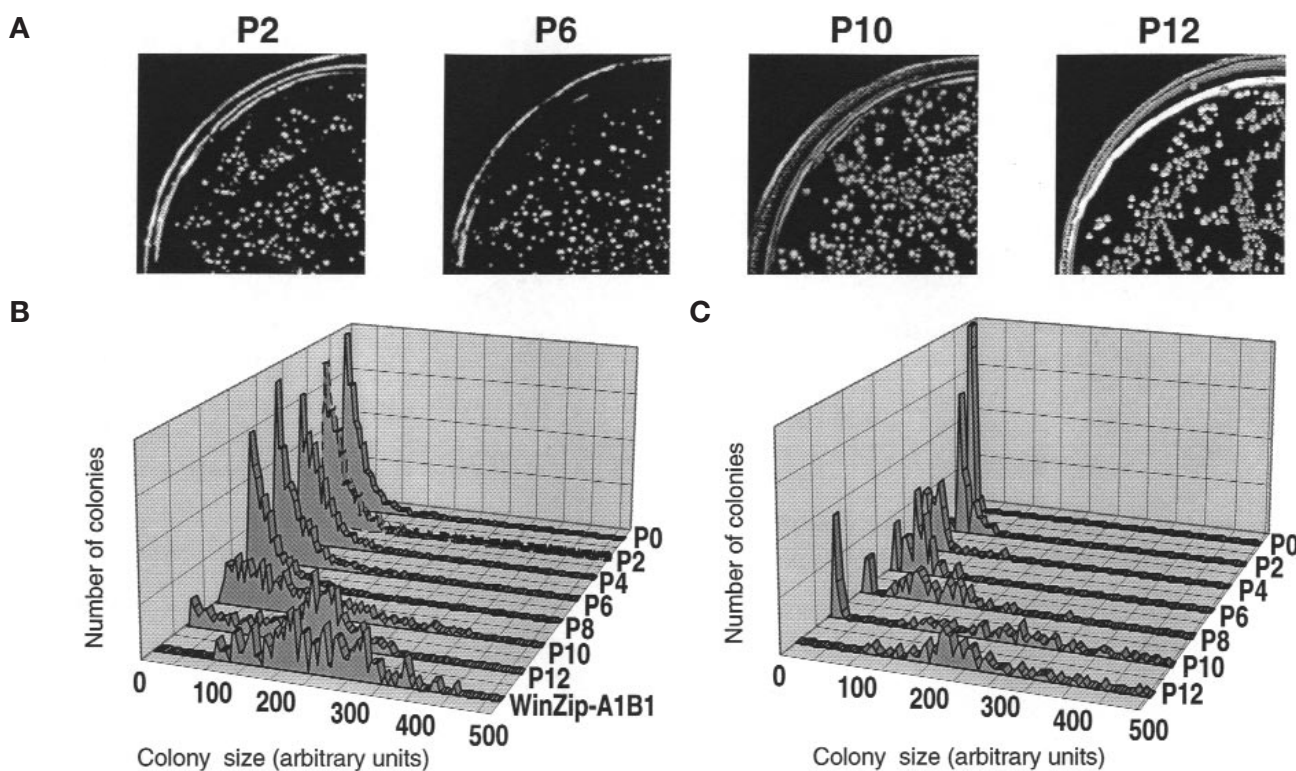 A
P2
P6
P10
P12
B
Number of colonies
0
100
200
300
400
500
P0
P2
P4
P6
P8
P10
P12
WinZip-A1B1
Colony size (arbitrary units)
C
Number of colonies
0
100
200
300
400
500
P0
P2
P4
P6
P8
P10
P12
Colony size (arbitrary units)